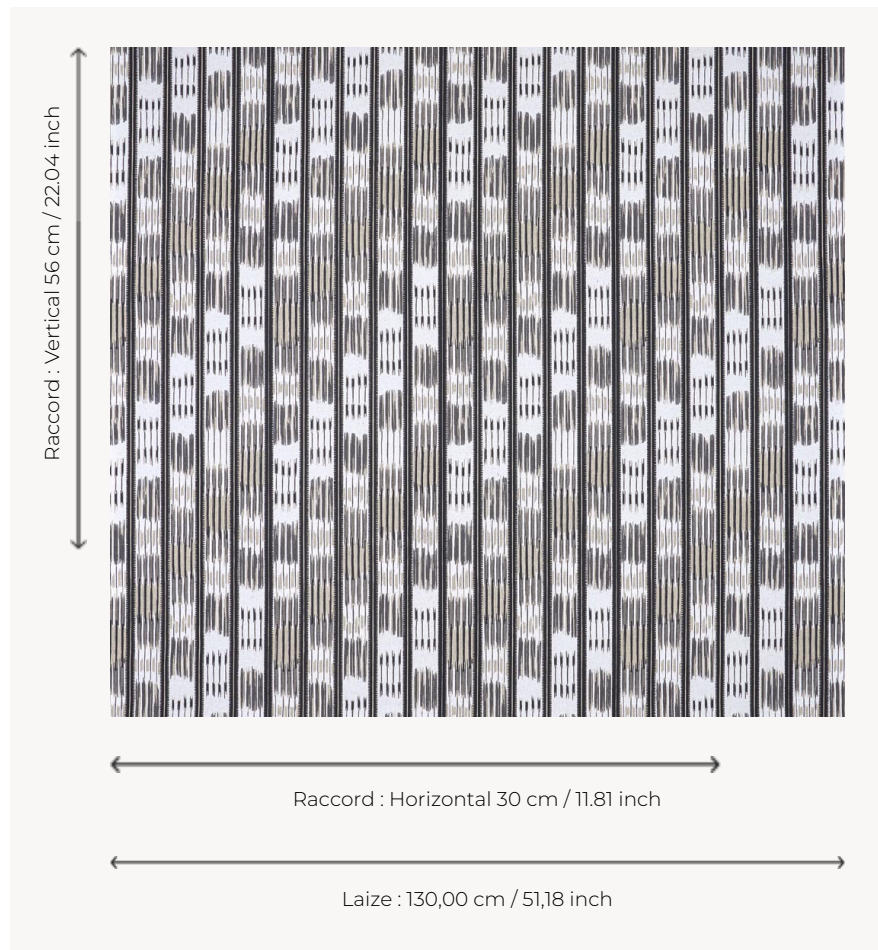 Raccord : Vertical 56 cm / 22.04 inch
Raccord : Horizontal 30 cm / 11.81 inch
Laize : 130,00 cm / 51,18 inch